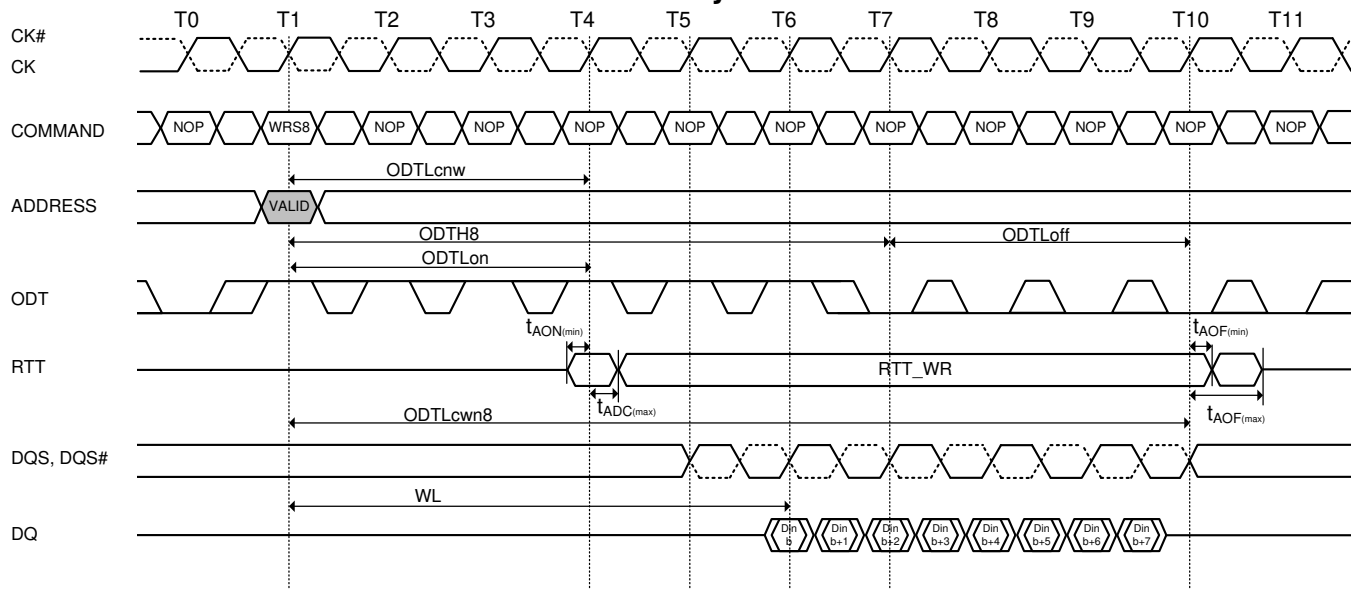 T0 T1 T2 T3 T4 T5 T6 T7 T8 T9 T10 T11
CK#
CK
COMMAND NOP WRS8 NOP NOP NOP NOP NOP NOP NOP NOP NOP NOP
ODTLcnw
ADDRESS VALID
ODTH8 ODTLoff
ODTLon
ODT
tAON(min) tAOF(min)
RTT RTT_WR
tADC(max) tAOF(max)
ODTLcwn8
DQS, DQS#
WL
DQ Din b Din b+1 Din b+2 Din b+3 Din b+4 Din b+5 Din b+6 Din b+7